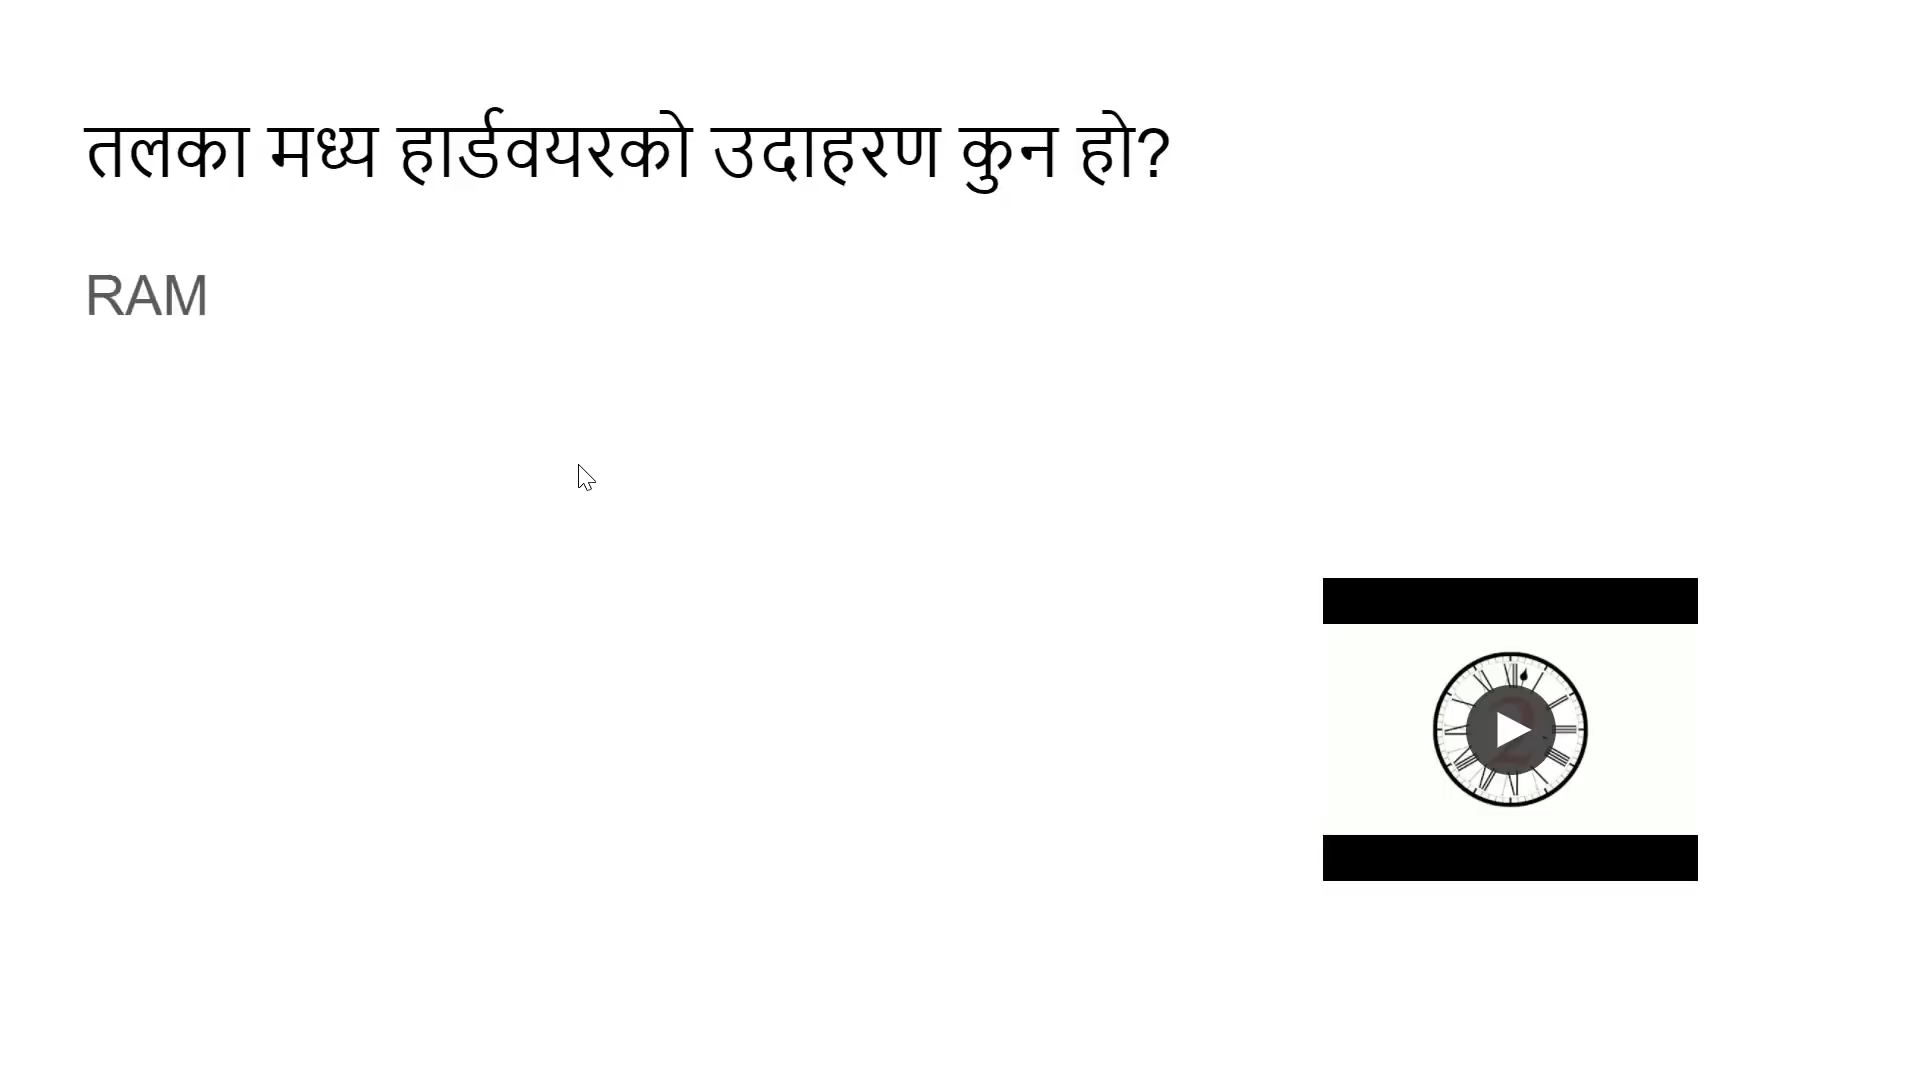 तलका मध्य हार्डवयरको उदाहरण कुन हो?
RAM